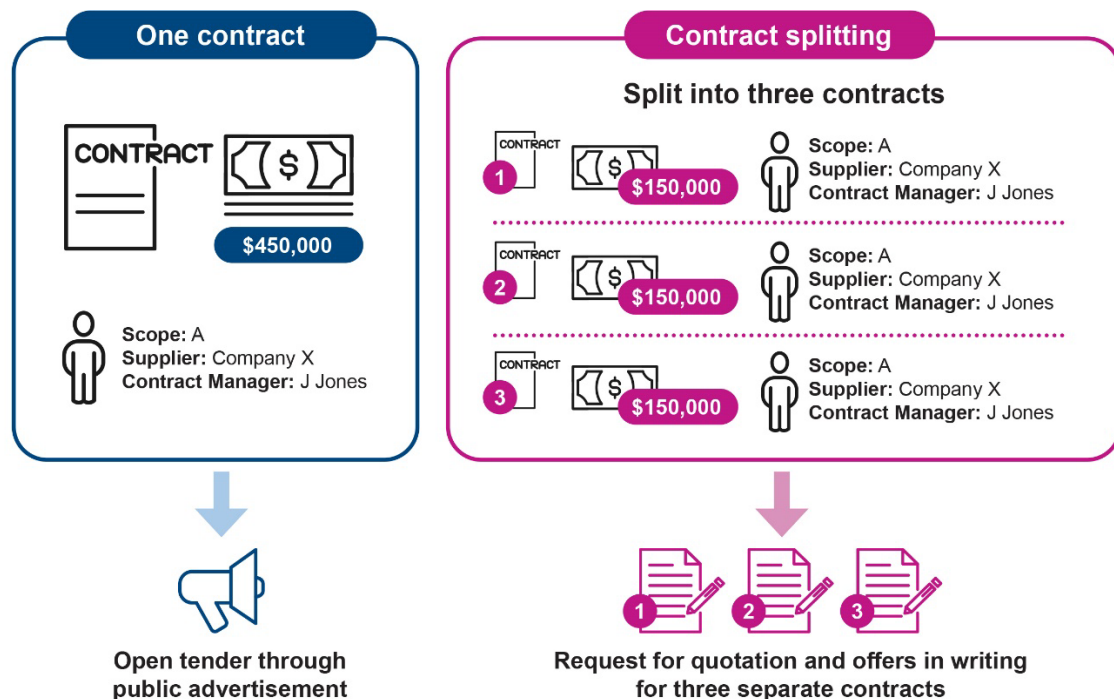 One contract
CONTRACT
$450,000
Scope: A
Supplier: Company X
Contract Manager: J Jones
Open tender through
public advertisement
Contract splitting
Split into three contracts
CONTRACT
1
$150,000
Scope: A
Supplier: Company X
Contract Manager: J Jones
CONTRACT
2
$150,000
Scope: A
Supplier: Company X
Contract Manager: J Jones
CONTRACT
3
$150,000
Scope: A
Supplier: Company X
Contract Manager: J Jones
1
2
3
Request for quotation and offers in writing
for three separate contracts